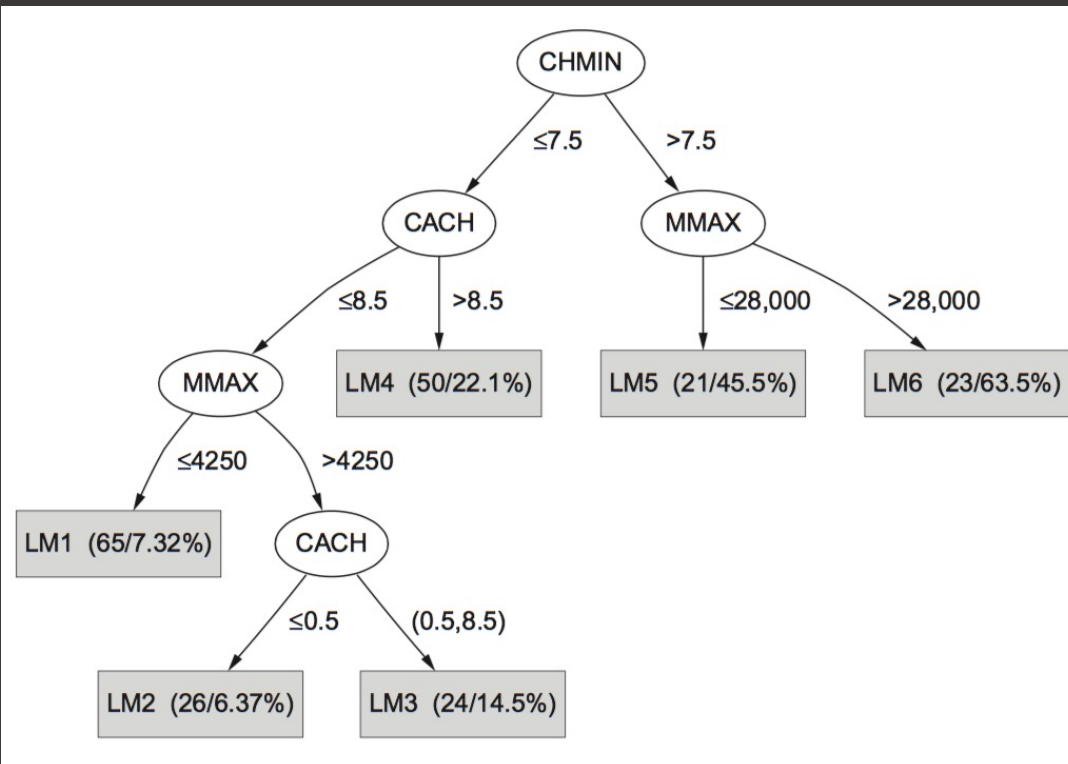 CHMIN
≤7.5
>7.5
CACH
MMAX
≤8.5
>8.5
≤28,000
>28,000
MMAX
LM4 (50/22.1%)
LM5 (21/45.5%)
LM6 (23/63.5%)
≤4250
>4250
LM1 (65/7.32%)
CACH
≤0.5
(0.5,8.5)
LM2 (26/6.37%)
LM3 (24/14.5%)